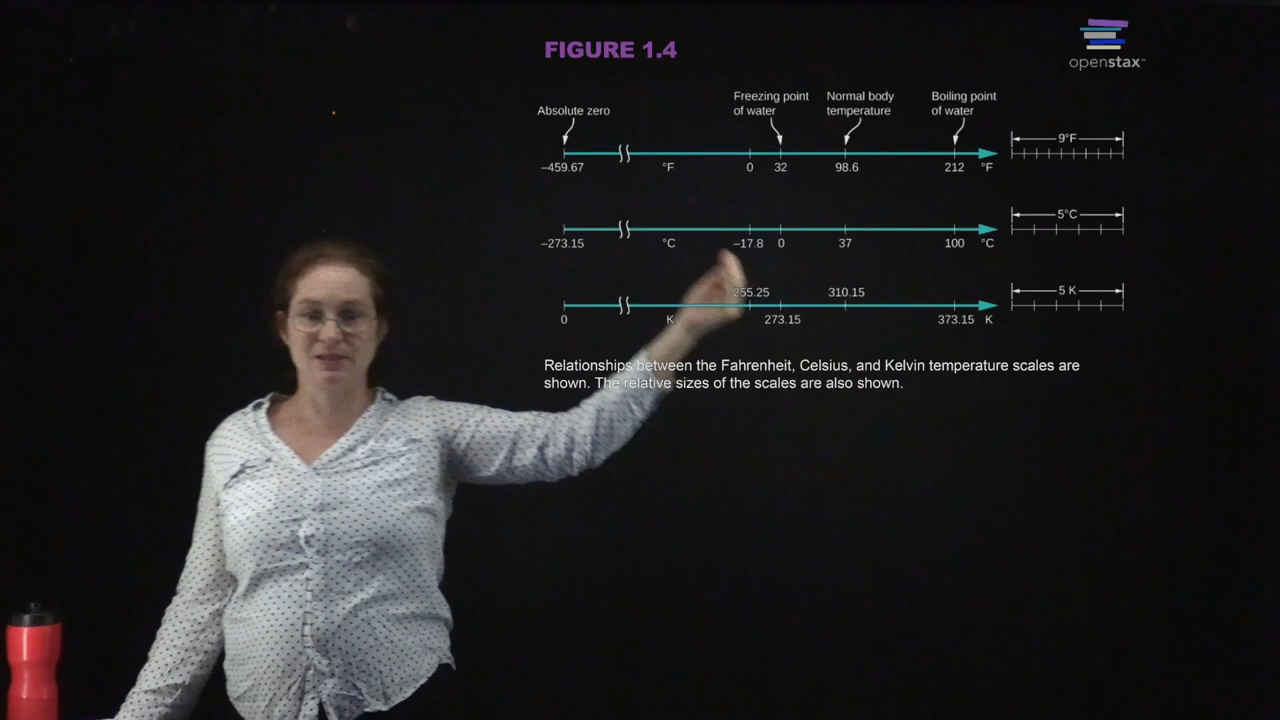 FIGURE 1.4
openstax™
Absolute zero
Freezing point
of water
Normal body
temperature
Boiling point
of water
–459.67 °F 0 32 98.6 212 °F
9°F
–273.15 °C –17.8 0 37 100 °C
5°C
255.25 310.15
0 K 273.15 373.15 K
5 K
Relationships between the Fahrenheit, Celsius, and Kelvin temperature scales are
shown. The relative sizes of the scales are also shown.